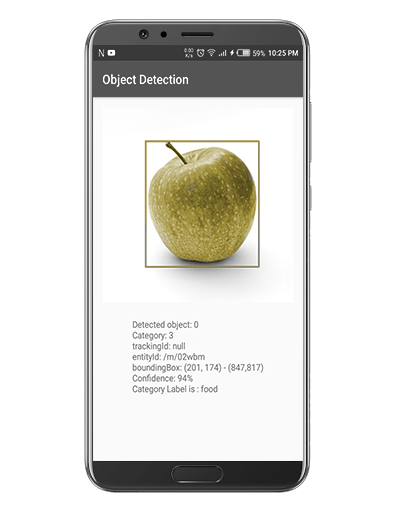 N 0.00 K/s 59% 10:25 PM
Object Detection
Detected object: 0
Category: 3
trackingId: null
entityId: /m/02wbm
boundingBox: (201, 174) - (847,817)
Confidence: 94%
Category Label is : food